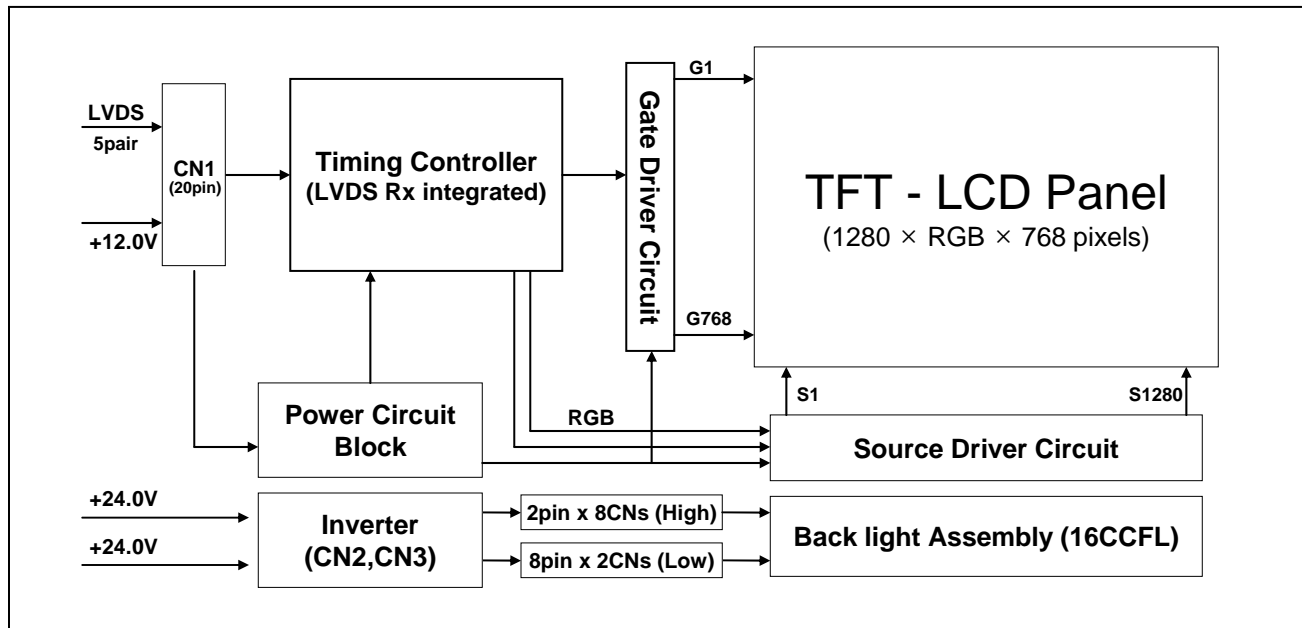 LVDS
5pair
+12.0V
CN1
(20pin)
Timing Controller
(LVDS Rx integrated)
Gate Driver Circuit
G1
G768
TFT - LCD Panel
(1280 × RGB × 768 pixels)
S1
S1280
Power Circuit
Block
RGB
Source Driver Circuit
+24.0V
+24.0V
Inverter
(CN2,CN3)
2pin x 8CNs (High)
8pin x 2CNs (Low)
Back light Assembly (16CCFL)